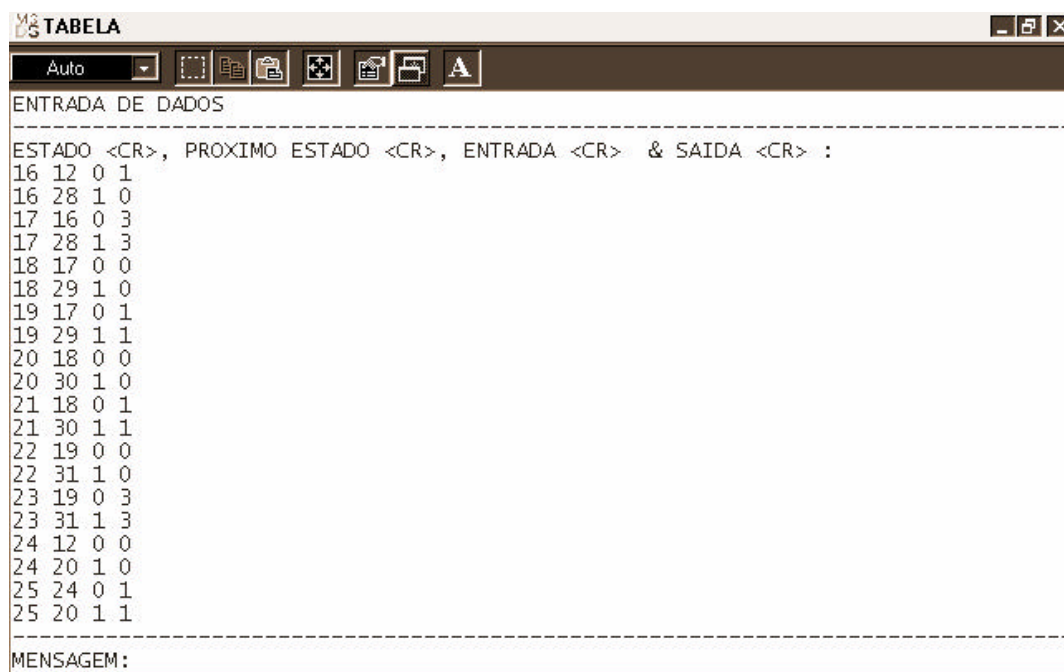 TABELA
Auto
A
ENTRADA DE DADOS
ESTADO <CR>, PROXIMO ESTADO <CR>, ENTRADA <CR> & SAIDA <CR> :
16 12 0 1
16 28 1 0
17 16 0 3
17 28 1 3
18 17 0 0
18 29 1 0
19 17 0 1
19 29 1 1
20 18 0 0
20 30 1 0
21 18 0 1
21 30 1 1
22 19 0 0
22 31 1 0
23 19 0 3
23 31 1 3
24 12 0 0
24 20 1 0
25 24 0 1
25 20 1 1
MENSAGEM: